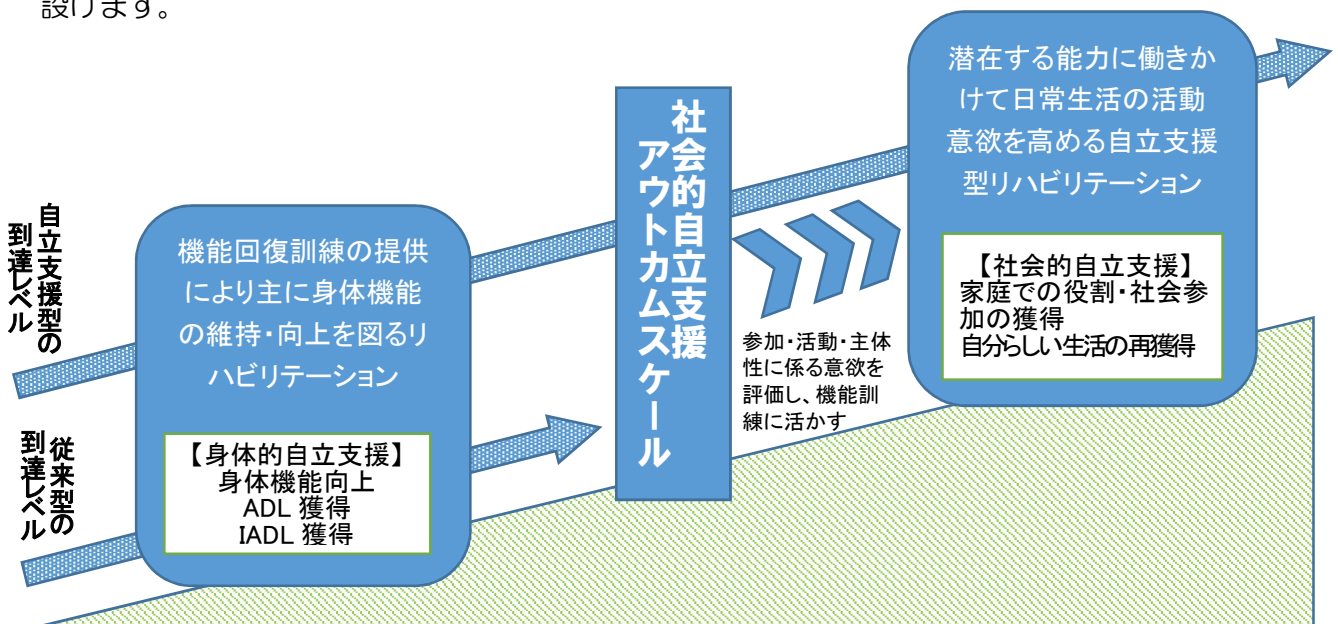 設けます。
自立支援型の
到達レベル
従来型の
到達レベル
機能回復訓練の提供
により主に身体機能
の維持・向上を図るリ
ハビリテーション
【身体的自立支援】
身体機能向上
ADL 獲得
IADL 獲得
社会的自立支援
アウトカムスケール
参加・活動・主体
性に係る意欲を
評価し、機能訓
練に活かす
潜在する能力に働きか
けて日常生活の活動
意欲を高める自立支援
型リハビリテーション
【社会的自立支援】
家庭での役割・社会参
加の獲得
自分らしい生活の再獲得